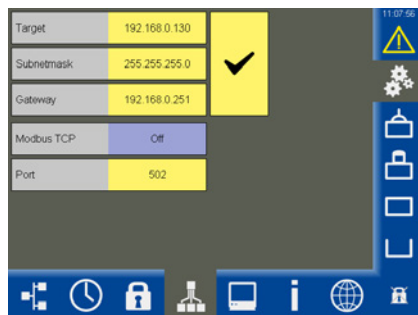 11:07:56
Target 192.168.0.130
Subnetmask 255.255.255.0
Gateway 192.168.0.251
Modbus TCP Off
Port 502